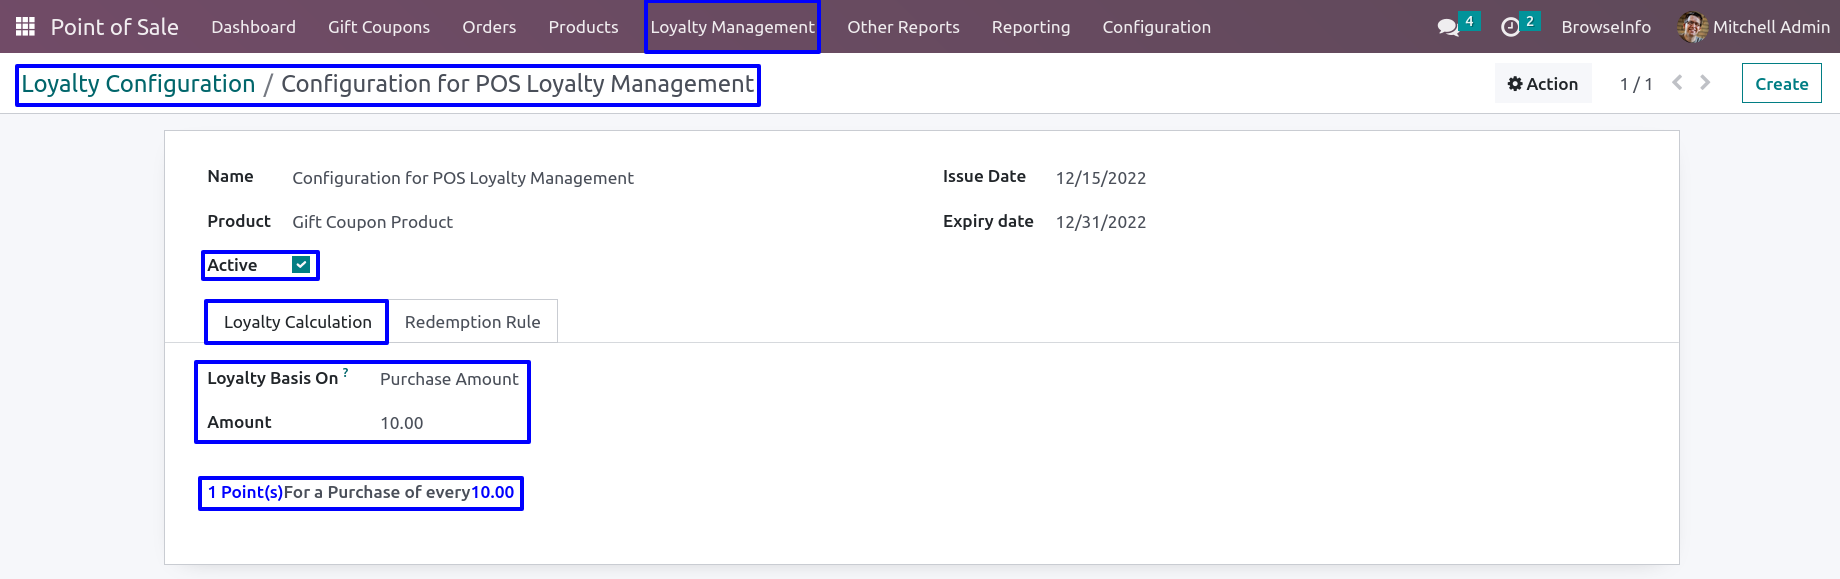 Point of Sale Dashboard Gift Coupons Orders Products Loyalty Management Other Reports Reporting Configuration 4 2 BrowseInfo Mitchell Admin
Loyalty Configuration / Configuration for POS Loyalty Management Action 1 / 1 Create
Name Configuration for POS Loyalty Management Issue Date 12/15/2022
Product Gift Coupon Product Expiry date 12/31/2022
Active
Loyalty Calculation Redemption Rule
Loyalty Basis On ? Purchase Amount
Amount 10.00
1 Point(s)For a Purchase of every10.00